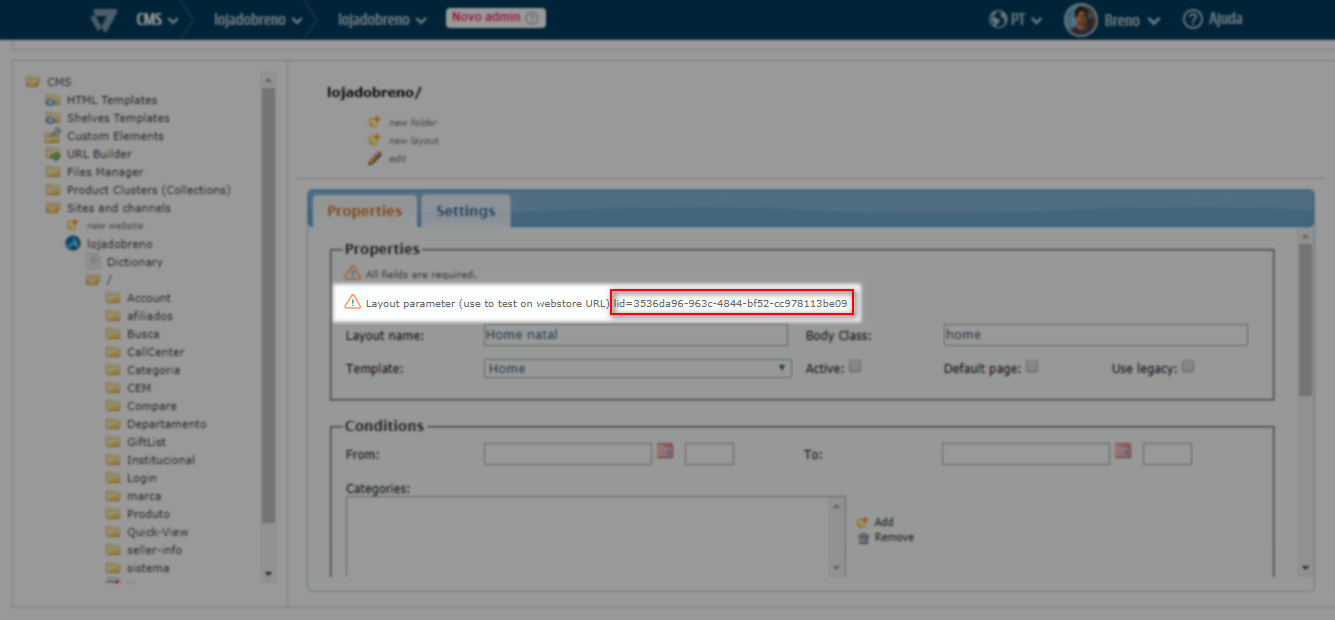 CMS lojadobreno lojadobreno Novo admin PT Breno Ajuda
CMS
HTML Templates
Shelves Templates
Custom Elements
URL Builder
Files Manager
Product Clusters (Collections)
Sites and channels
new website
lojadobreno
Dictionary
/
Account
afiliados
Busca
CallCenter
Categoria
CEM
Compare
Departamento
GiftList
Institucional
Login
marca
Produto
Quick-View
seller-info
sistema
lojadobreno/
new folder
new layout
edit
Properties Settings
Properties
All fields are required.
Layout parameter (use to test on webstore URL) lid=3536da96-963c-4844-bf52-cc978113be09
Layout name: Home natal Body Class: home
Template: Home Active: Default page: Use legacy:
Conditions
From: To:
Categories:
Add
Remove